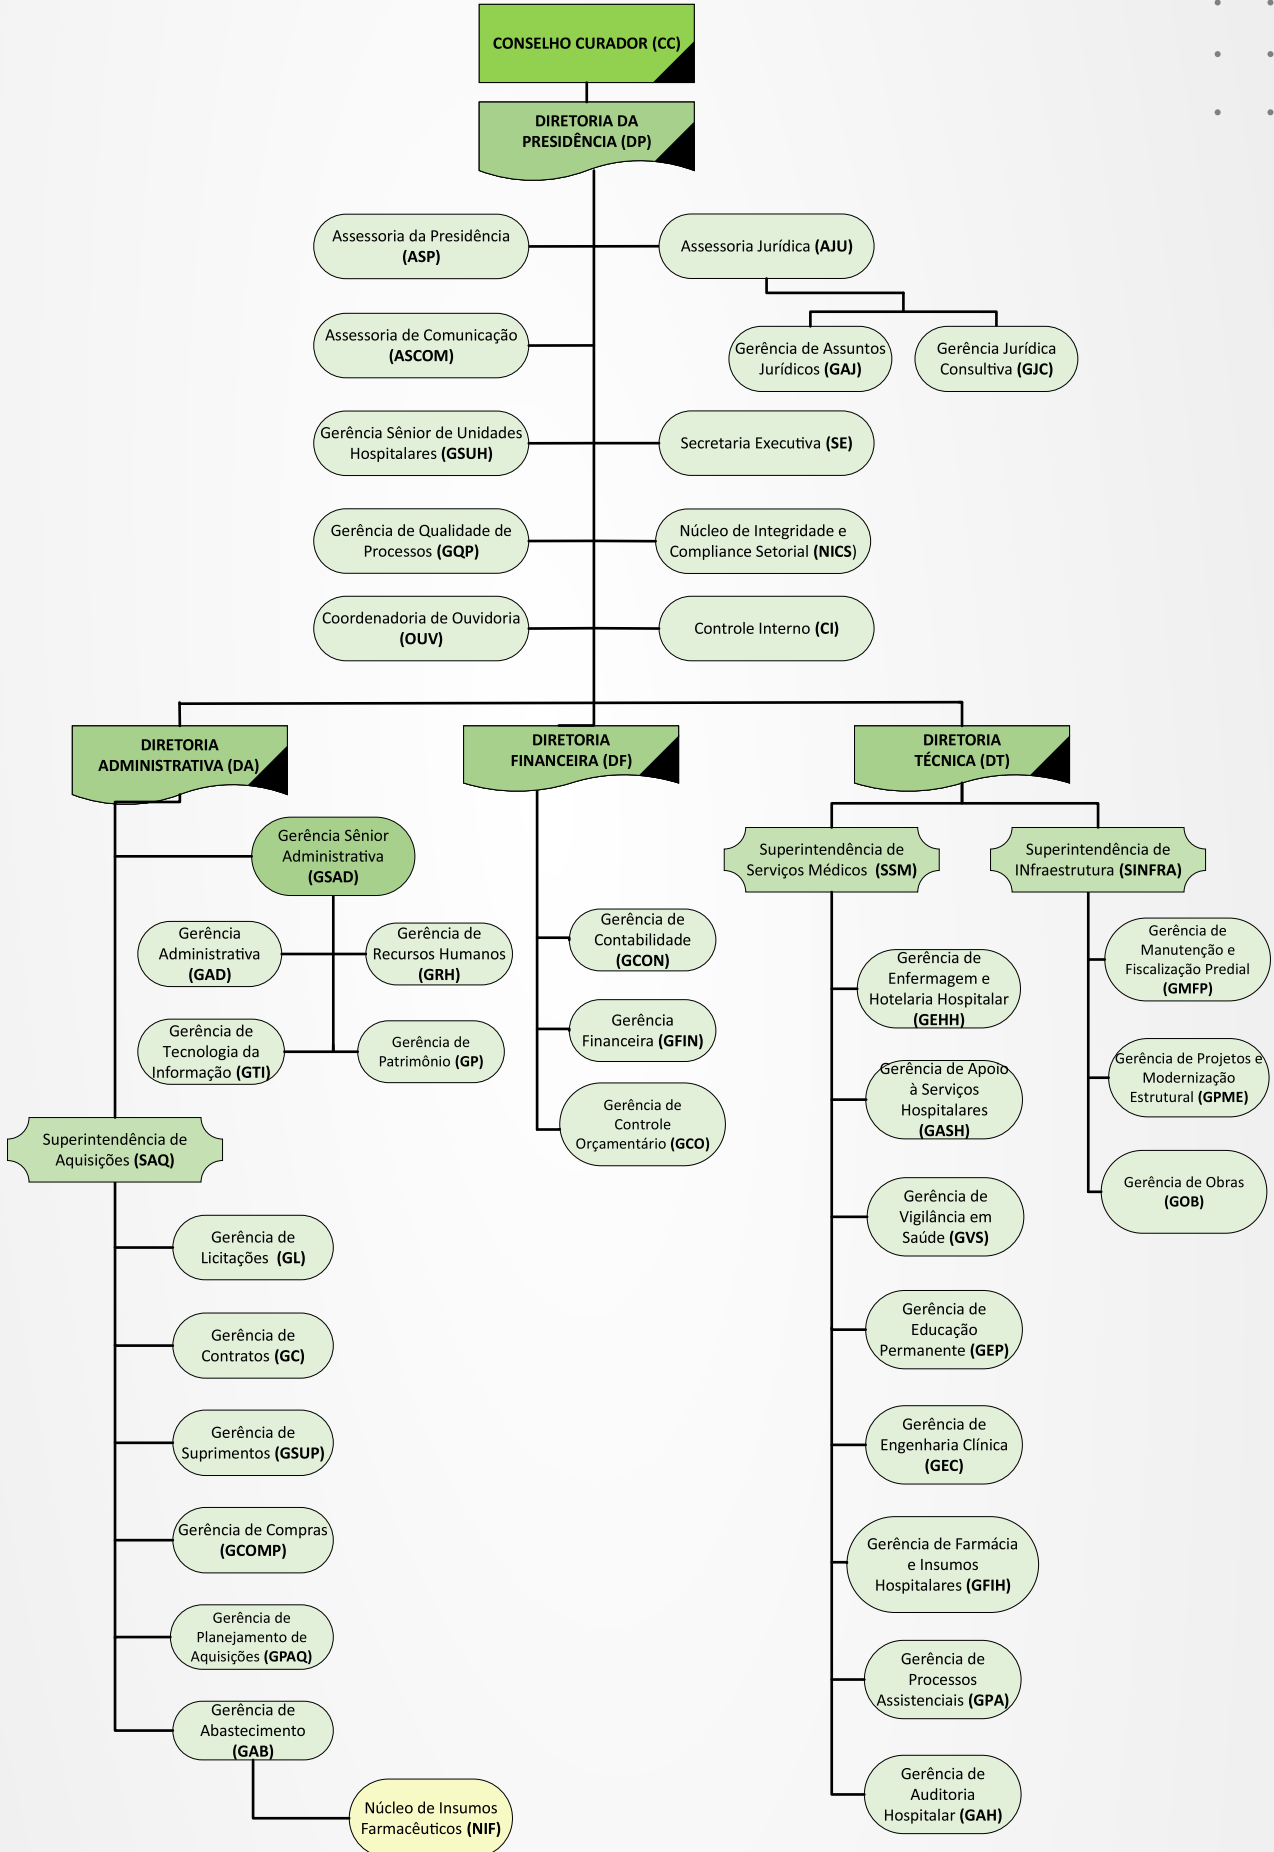 CONSELHO CURADOR (CC)
DIRETORIA DA
PRESIDÊNCIA (DP)
Assessoria da Presidência
(ASP)
Assessoria Jurídica (AJU)
Assessoria de Comunicação
(ASCOM)
Gerência de Assuntos
Jurídicos (GAJ)
Gerência Jurídica
Consultiva (GJC)
Gerência Sênior de Unidades
Hospitalares (GSUH)
Secretaria Executiva (SE)
Gerência de Qualidade de
Processos (GQP)
Núcleo de Integridade e
Compliance Setorial (NICS)
Coordenadoria de Ouvidoria
(OUV)
Controle Interno (CI)
DIRETORIA
ADMINISTRATIVA (DA)
DIRETORIA
FINANCEIRA (DF)
DIRETORIA
TÉCNICA (DT)
Gerência Sênior
Administrativa
(GSAD)
Gerência
Administrativa
(GAD)
Gerência de
Recursos Humanos
(GRH)
Gerência de
Tecnologia da
Informação (GTI)
Gerência de
Patrimônio (GP)
Superintendência de
Aquisições (SAQ)
Gerência de
Licitações (GL)
Gerência de
Contratos (GC)
Gerência de
Suprimentos (GSUP)
Gerência de Compras
(GCOMP)
Gerência de
Planejamento de
Aquisições (GPAQ)
Gerência de
Abastecimento
(GAB)
Núcleo de Insumos
Farmacêuticos (NIF)
Gerência de
Contabilidade
(GCON)
Gerência
Financeira (GFIN)
Gerência de
Controle
Orçamentário (GCO)
Superintendência de
Serviços Médicos (SSM)
Gerência de
Enfermagem e
Hotelaria Hospitalar
(GEHH)
Gerência de Apoio
à Serviços
Hospitalares
(GASH)
Gerência de
Vigilância em
Saúde (GVS)
Gerência de
Educação
Permanente (GEP)
Gerência de
Engenharia Clínica
(GEC)
Gerência de Farmácia
e Insumos
Hospitalares (GFIH)
Gerência de
Processos
Assistenciais (GPA)
Gerência de
Auditoria
Hospitalar (GAH)
Superintendência de
INfraestrutura (SINFRA)
Gerência de
Manutenção e
Fiscalização Predial
(GMFP)
Gerência de Projetos e
Modernização
Estrutural (GPME)
Gerência de Obras
(GOB)